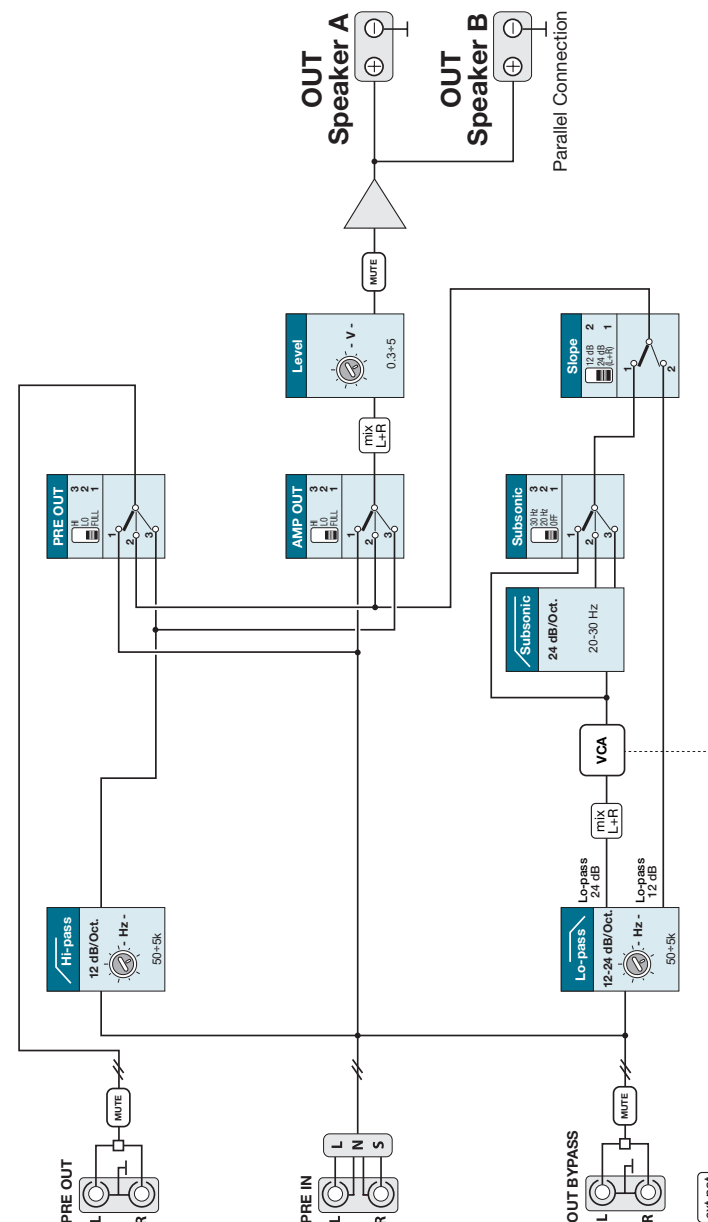 OUT
Speaker A
OUT
Speaker B
Parallel Connection
MUTE
Level
- V -
0.3÷5
mix
L+R
PRE OUT
HI
LO
FULL
3
2
1
1
2
3
AMP OUT
HI
LO
FULL
3
2
1
1
2
3
Subsonic
30 Hz
20 Hz
OFF
3
2
1
1
2
3
Slope
12 dB
24 dB
(L+R)
2
1
1
2
Subsonic
24 dB/Oct.
20-30 Hz
VCA
mix
L+R
Lo-pass
24 dB
Lo-pass
12 dB
Hi-pass
12 dB/Oct.
- Hz -
50÷5k
Lo-pass
12-24 dB/Oct.
- Hz -
50÷5k
MUTE
PRE OUT
L
R
PRE IN
L
R
L
N
S
MUTE
OUT BYPASS
L
R